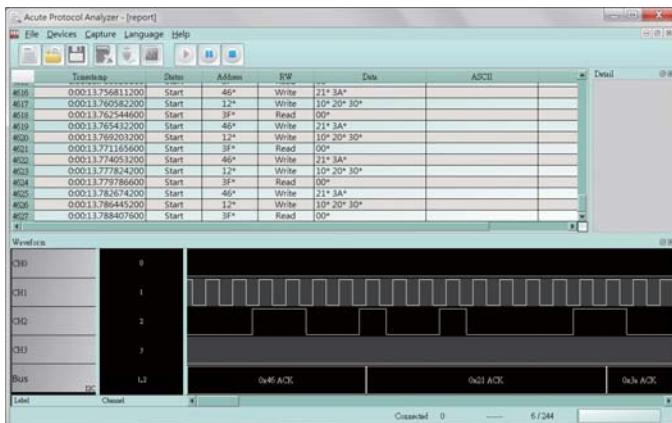 Acute Protocol Analyzer - [report]
File Devices Capture Language Help
Timestamp Status Address RW Data ASCII Detail
4616 0:00:13.756811200 Start 46* Write 21* 3A*
4617 0:00:13.760582200 Start 12* Write 10* 20* 30*
4618 0:00:13.762544600 Start 3F* Read 00*
4619 0:00:13.765432200 Start 46* Write 21* 3A*
4620 0:00:13.769203200 Start 12* Write 10* 20* 30*
4621 0:00:13.771165600 Start 3F* Read 00*
4622 0:00:13.774053200 Start 46* Write 21* 3A*
4623 0:00:13.777824200 Start 12* Write 10* 20* 30*
4624 0:00:13.779786600 Start 3F* Read 00*
4625 0:00:13.782674200 Start 46* Write 21* 3A*
4626 0:00:13.786445200 Start 12* Write 10* 20* 30*
4627 0:00:13.788407600 Start 3F* Read 00*
Waveform
CH0 0
CH1 1
CH2 2
CH3 3
Bus I2C 1,2 0x46 ACK 0x21 ACK 0x3a ACK
Label Channel
Connected 0 ----- 6 / 244